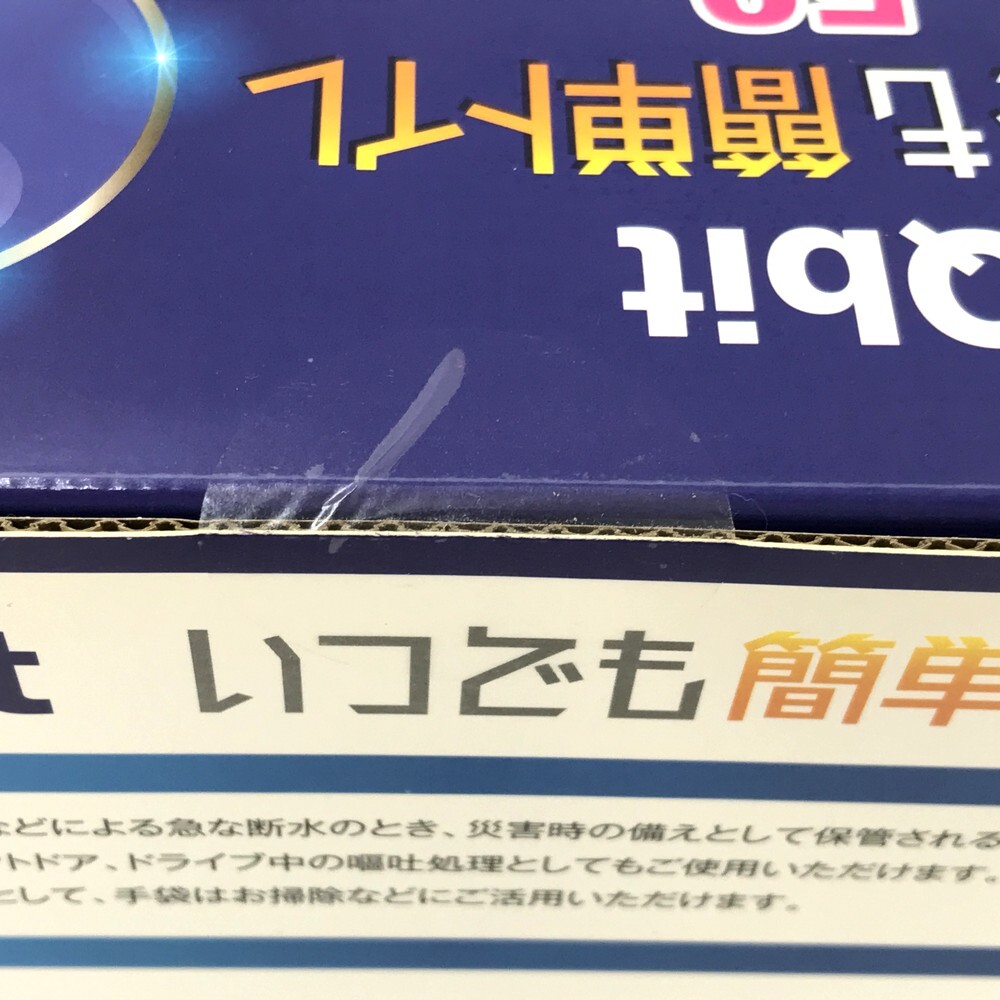 Qbit
も簡単トイレ
50
いつでも簡単
などによる急な断水のとき、災害時の備えとして保管される
トドア、ドライブ中の嘔吐処理としてもご使用いただけます。
として、手袋はお掃除などにご活用いただけます。